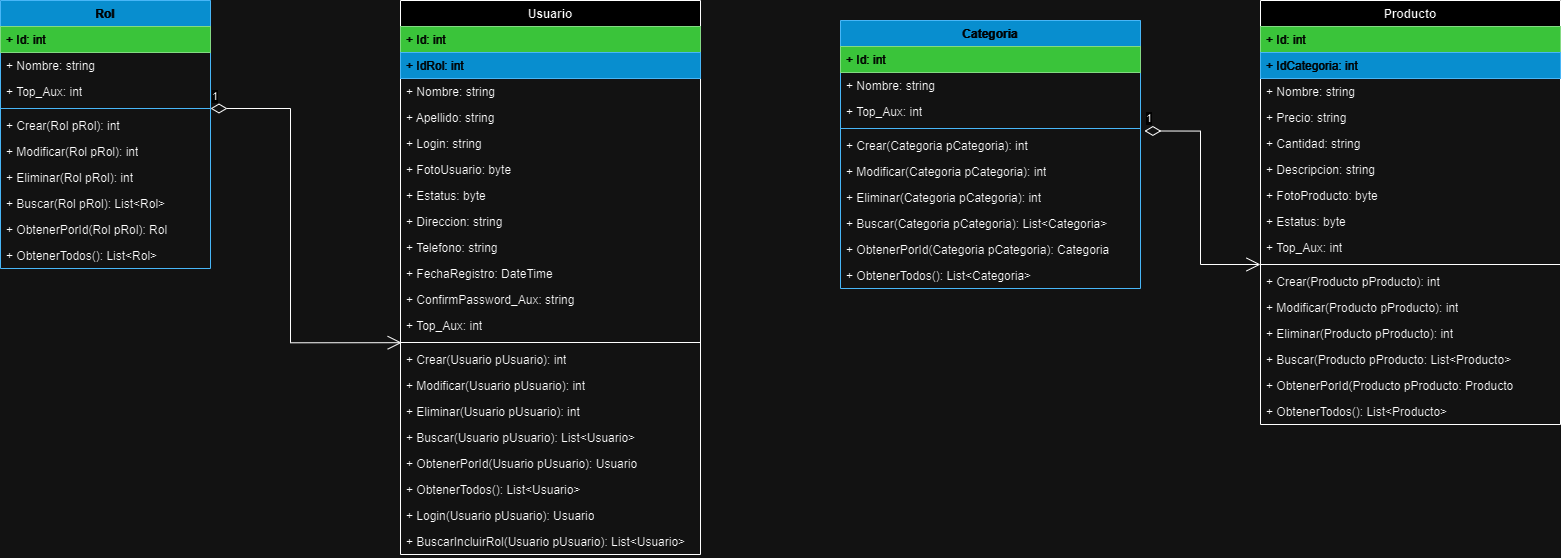 Rol
+ Id: int
+ Nombre: string
+ Top_Aux: int
+ Crear(Rol pRol): int
+ Modificar(Rol pRol): int
+ Eliminar(Rol pRol): int
+ Buscar(Rol pRol): List<Rol>
+ ObtenerPorId(Rol pRol): Rol
+ ObtenerTodos(): List<Rol>
1
Usuario
+ Id: int
+ IdRol: int
+ Nombre: string
+ Apellido: string
+ Login: string
+ FotoUsuario: byte
+ Estatus: byte
+ Direccion: string
+ Telefono: string
+ FechaRegistro: DateTime
+ ConfirmPassword_Aux: string
+ Top_Aux: int
+ Crear(Usuario pUsuario): int
+ Modificar(Usuario pUsuario): int
+ Eliminar(Usuario pUsuario): int
+ Buscar(Usuario pUsuario): List<Usuario>
+ ObtenerPorId(Usuario pUsuario): Usuario
+ ObtenerTodos(): List<Usuario>
+ Login(Usuario pUsuario): Usuario
+ BuscarIncluirRol(Usuario pUsuario): List<Usuario>
Categoria
+ Id: int
+ Nombre: string
+ Top_Aux: int
+ Crear(Categoria pCategoria): int
+ Modificar(Categoria pCategoria): int
+ Eliminar(Categoria pCategoria): int
+ Buscar(Categoria pCategoria): List<Categoria>
+ ObtenerPorId(Categoria pCategoria): Categoria
+ ObtenerTodos(): List<Categoria>
1
Producto
+ Id: int
+ IdCategoria: int
+ Nombre: string
+ Precio: string
+ Cantidad: string
+ Descripcion: string
+ FotoProducto: byte
+ Estatus: byte
+ Top_Aux: int
+ Crear(Producto pProducto): int
+ Modificar(Producto pProducto): int
+ Eliminar(Producto pProducto): int
+ Buscar(Producto pProducto: List<Producto>
+ ObtenerPorId(Producto pProducto: Producto
+ ObtenerTodos(): List<Producto>